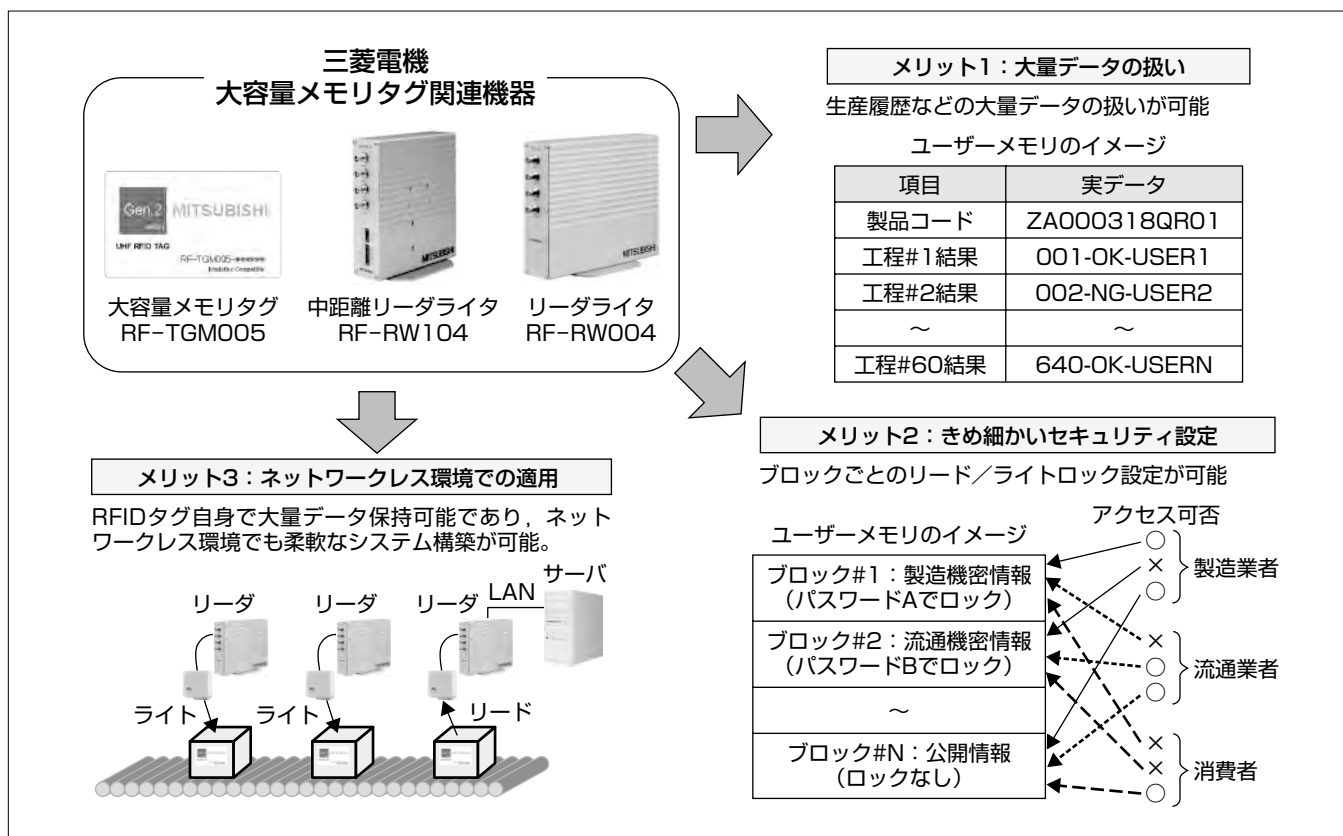 三菱電機
大容量メモリタグ関連機器
Gen.2 MITSUBISHI
UHF RFID TAG
RF-TGM005
MITSUBISHI
MITSUBISHI
大容量メモリタグ
RF-TGM005
中距離リーダライタ
RF-RW104
リーダライタ
RF-RW004
メリット1：大量データの扱い
生産履歴などの大量データの扱いが可能
ユーザーメモリのイメージ
項目 実データ
製品コード ZA000318QR01
工程#1結果 001-OK-USER1
工程#2結果 002-NG-USER2
～ ～
工程#60結果 640-OK-USERN
メリット2：きめ細かいセキュリティ設定
ブロックごとのリード／ライトロック設定が可能
ユーザーメモリのイメージ
アクセス可否
ブロック#1：製造機密情報
（パスワードAでロック）
ブロック#2：流通機密情報
（パスワードBでロック）
～
ブロック#N：公開情報
（ロックなし）
○
×
○
製造業者
×
○
○
流通業者
×
×
○
消費者
メリット3：ネットワークレス環境での適用
RFIDタグ自身で大量データ保持可能であり，ネット
ワークレス環境でも柔軟なシステム構築が可能。
リーダ リーダ リーダ LAN サーバ
ライト ライト リード